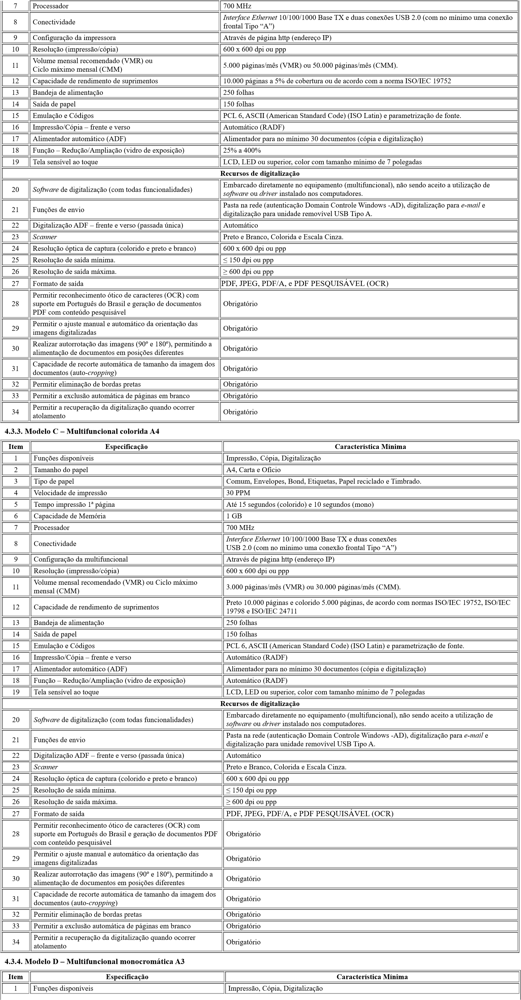 7 Processador 700 MHz
8 Conectividade Interface Ethernet 10/100/1000 Base TX e duas conexões USB 2.0 (com no mínimo uma conexão
frontal Tipo “A”)
9 Configuração da impressora Através de página http (endereço IP)
10 Resolução (impressão/cópia) 600 x 600 dpi ou ppp
11 Volume mensal recomendado (VMR) ou
Ciclo máximo mensal (CMM) 5.000 páginas/mês (VMR) ou 50.000 páginas/mês (CMM).
12 Capacidade de rendimento de suprimentos 10.000 páginas a 5% de cobertura ou de acordo com a norma ISO/IEC 19752
13 Bandeja de alimentação 250 folhas
14 Saída de papel 150 folhas
15 Emulação e Códigos PCL 6, ASCII (American Standard Code) (ISO Latin) e parametrização de fonte.
16 Impressão/Cópia – frente e verso Automático (RADF)
17 Alimentador automático (ADF) Alimentador para no mínimo 30 documentos (cópia e digitalização)
18 Função – Redução/Ampliação (vidro de exposição) 25% a 400%
19 Tela sensível ao toque LCD, LED ou superior, color com tamanho mínimo de 7 polegadas
Recursos de digitalização
20 Software de digitalização (com todas funcionalidades) Embarcado diretamente no equipamento (multifuncional), não sendo aceito a utilização de
software ou driver instalado nos computadores.
21 Funções de envio Pasta na rede (autenticação Domain Controle Windows -AD), digitalização para e-mail e
digitalização para unidade removível USB Tipo A.
22 Digitalização ADF – frente e verso (passada única) Automático
23 Scanner Preto e Branco, Colorida e Escala Cinza.
24 Resolução óptica de captura (colorido e preto e branco) 600 x 600 dpi ou ppp
25 Resolução de saída mínima. ≤ 150 dpi ou ppp
26 Resolução de saída máxima. ≥ 600 dpi ou ppp
27 Formato de saída PDF, JPEG, PDF/A, e PDF PESQUISÁVEL (OCR)
28 Permitir reconhecimento ótico de caracteres (OCR) com
suporte em Português do Brasil e geração de documentos
PDF com conteúdo pesquisável Obrigatório
29 Permitir o ajuste manual e automático da orientação das
imagens digitalizadas Obrigatório
30 Realizar autorrotação das imagens (90º e 180º), permitindo a
alimentação de documentos em posições diferentes Obrigatório
31 Capacidade de recorte automática de tamanho da imagem dos
documentos (auto-cropping) Obrigatório
32 Permitir eliminação de bordas pretas Obrigatório
33 Permitir a exclusão automática de páginas em branco Obrigatório
34 Permitir a recuperação da digitalização quando ocorrer
atolamento Obrigatório
4.3.3. Modelo C – Multifuncional colorida A4
Item Especificação Característica Mínima
1 Funções disponíveis Impressão, Cópia, Digitalização
2 Tamanho do papel A4, Carta e Ofício
3 Tipo de papel Comum, Envelopes, Bond, Etiquetas, Papel reciclado e Timbrado.
4 Velocidade de impressão 30 PPM
5 Tempo impressão 1ª página Até 15 segundos (colorido) e 10 segundos (mono)
6 Capacidade de Memória 1 GB
7 Processador 700 MHz
8 Conectividade Interface Ethernet 10/100/1000 Base TX e duas conexões
USB 2.0 (com no mínimo uma conexão frontal Tipo “A”)
9 Configuração da multifuncional Através de página http (endereço IP)
10 Resolução (impressão/cópia) 600 x 600 dpi ou ppp
11 Volume mensal recomendado (VMR) ou Ciclo máximo
mensal (CMM) 3.000 páginas/mês (VMR) ou 30.000 páginas/mês (CMM).
12 Capacidade de rendimento de suprimentos Preto 10.000 páginas e colorido 5.000 páginas, de acordo com normas ISO/IEC 19752, ISO/IEC
19798 e ISO/IEC 24711
13 Bandeja de alimentação 250 folhas
14 Saída de papel 150 folhas
15 Emulação e Códigos PCL 6, ASCII (American Standard Code) (ISO Latin) e parametrização de fonte.
16 Impressão/Cópia – frente e verso Automático (RADF)
17 Alimentador automático (ADF) Alimentador para no mínimo 30 documentos (cópia e digitalização)
18 Função – Redução/Ampliação (vidro de exposição) Automático (RADF)
19 Tela sensível ao toque LCD, LED ou superior, color com tamanho mínimo de 7 polegadas
Recursos de digitalização
20 Software de digitalização (com todas funcionalidades) Embarcado diretamente no equipamento (multifuncional), não sendo aceito a utilização de
software ou driver instalado nos computadores.
21 Funções de envio Pasta na rede (autenticação Domain Controle Windows -AD), digitalização para e-mail e
digitalização para unidade removível USB Tipo A.
22 Digitalização ADF – frente e verso (passada única) Automático
23 Scanner Preto e Branco, Colorida e Escala Cinza.
24 Resolução óptica de captura (colorido e preto e branco) 600 x 600 dpi ou ppp
25 Resolução de saída mínima. ≤ 150 dpi ou ppp
26 Resolução de saída máxima. ≥ 600 dpi ou ppp
27 Formato de saída PDF, JPEG, PDF/A, e PDF PESQUISÁVEL (OCR)
28 Permitir reconhecimento ótico de caracteres (OCR) com
suporte em Português do Brasil e geração de documentos PDF
com conteúdo pesquisável Obrigatório
29 Permitir o ajuste manual e automático da orientação das
imagens digitalizadas Obrigatório
30 Realizar autorrotação das imagens (90º e 180º), permitindo a
alimentação de documentos em posições diferentes Obrigatório
31 Capacidade de recorte automática de tamanho da imagem dos
documentos (auto-cropping) Obrigatório
32 Permitir eliminação de bordas pretas Obrigatório
33 Permitir a exclusão automática de páginas em branco Obrigatório
34 Permitir a recuperação da digitalização quando ocorrer
atolamento Obrigatório
4.3.4. Modelo D – Multifuncional monocromática A3
Item Especificação Característica Mínima
1 Funções disponíveis Impressão, Cópia, Digitalização